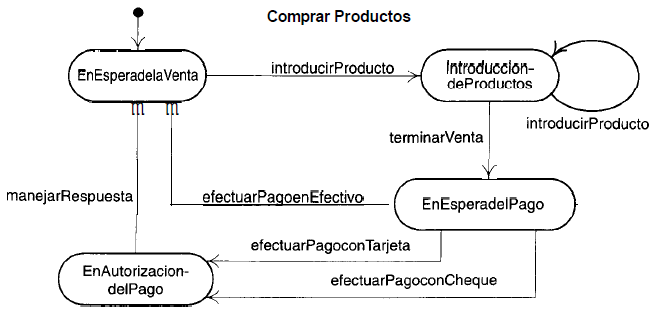 Comprar Productos
EnEsperadelaVenta
introducirProducto
Introduccion-
deProductos
introducirProducto
terminarVenta
manejarRespuesta
efectuarPagoenEfectivo
EnEsperadelPago
efectuarPagoconTarjeta
EnAutorizacion-
delPago
efectuarPagoconCheque